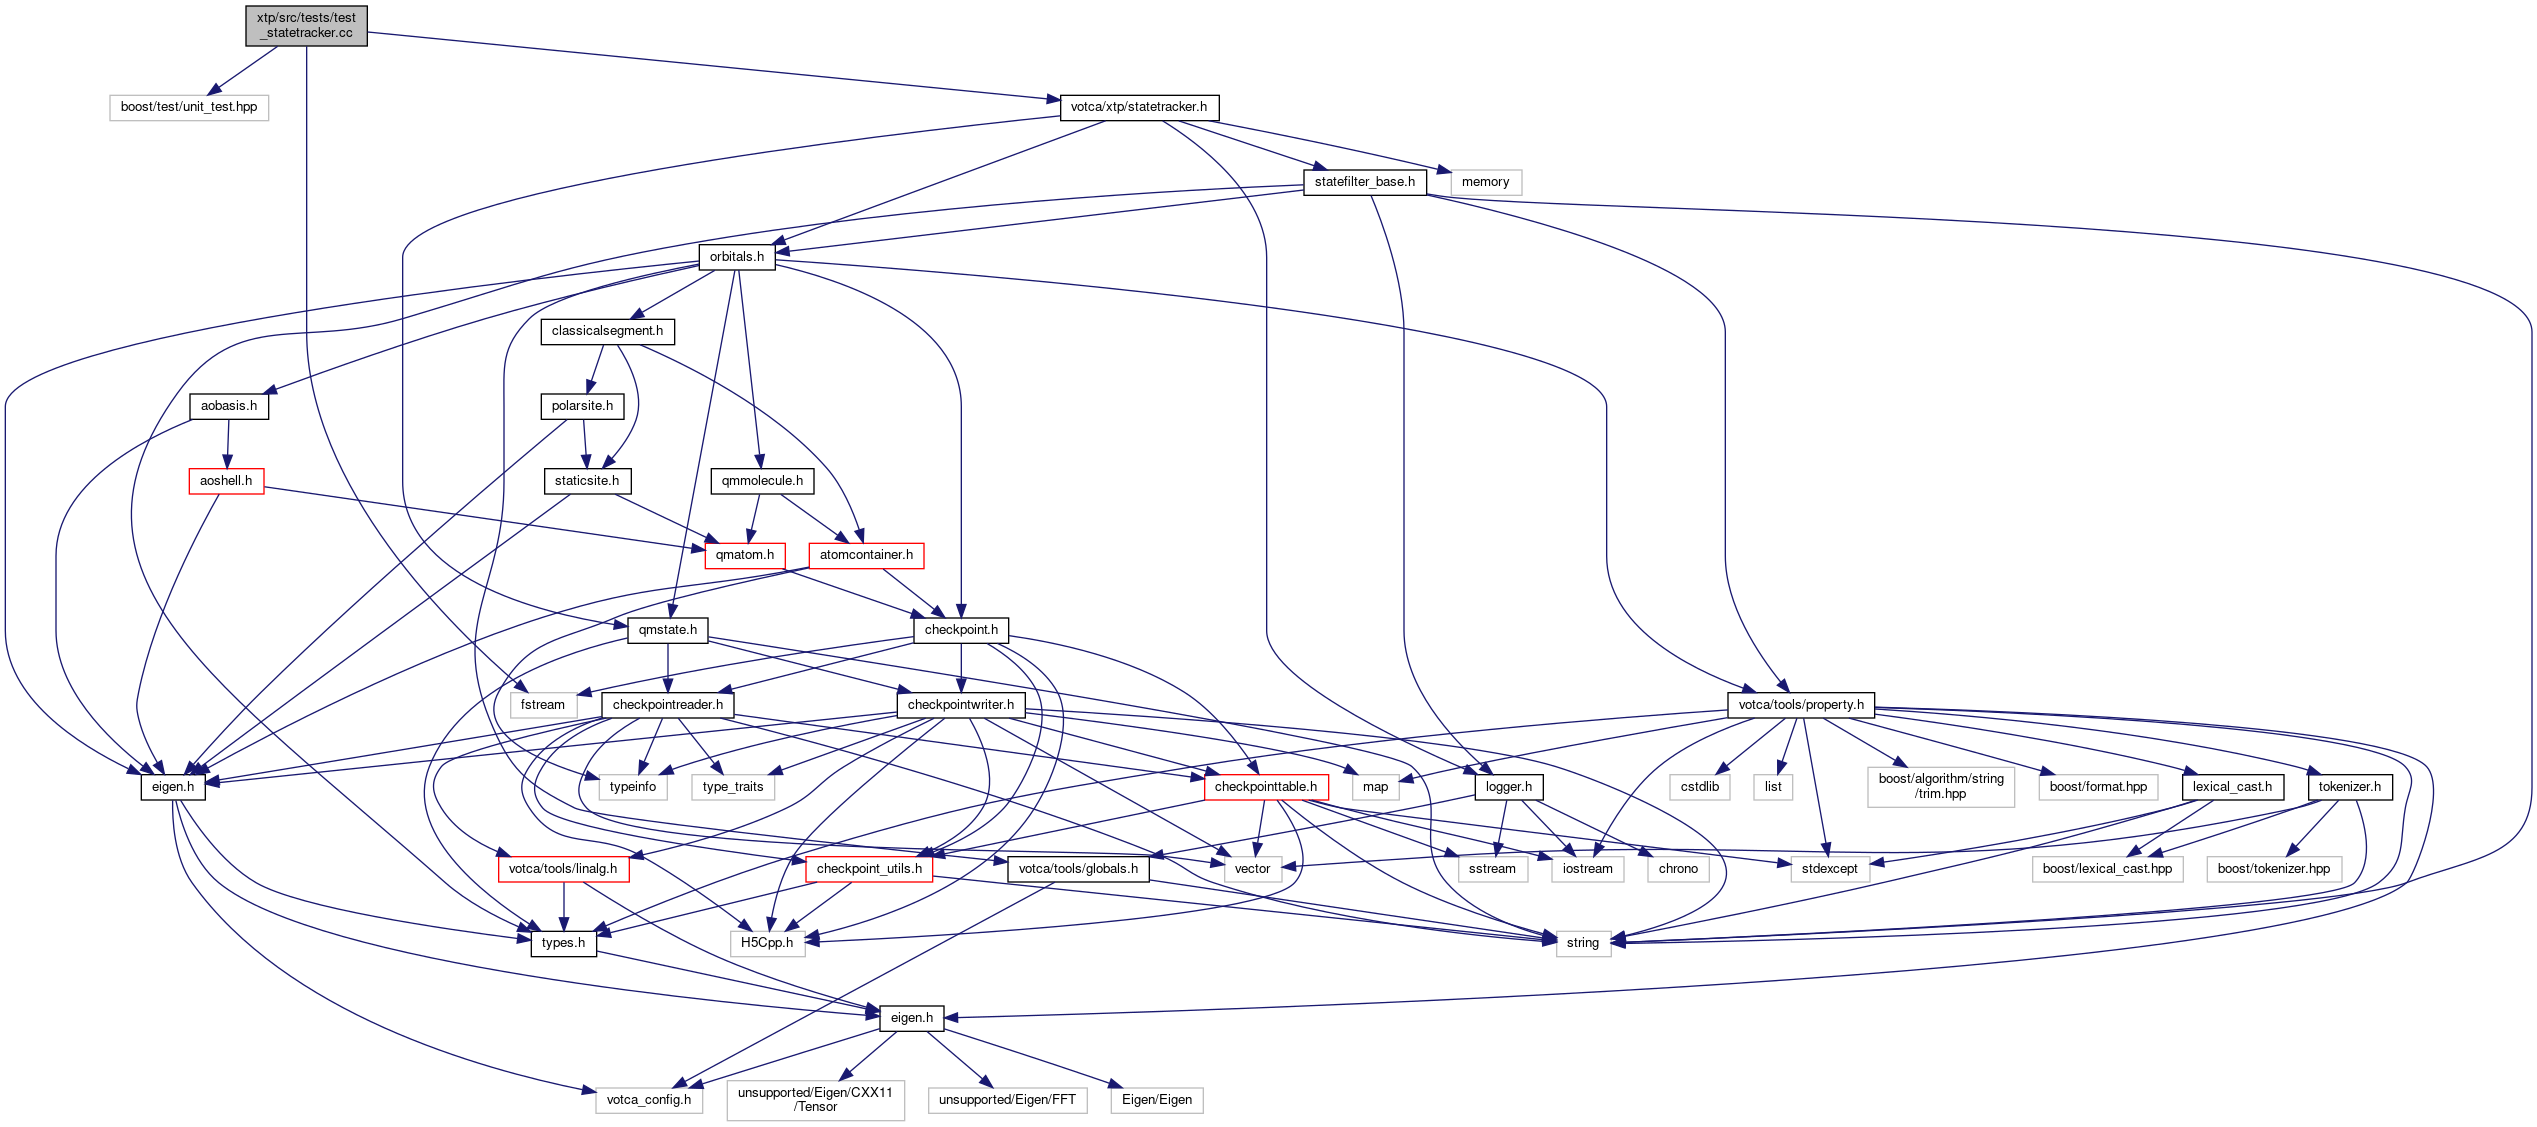 xtp/src/tests/test
_statetracker.cc
boost/test/unit_test.hpp
votca/xtp/statetracker.h
statefilter_base.h
memory
orbitals.h
classicalsegment.h
aobasis.h
polarsite.h
aoshell.h
staticsite.h
qmmolecule.h
qmatom.h
atomcontainer.h
qmstate.h
checkpoint.h
fstream
checkpointreader.h
checkpointwriter.h
votca/tools/property.h
eigen.h
typeinfo
type_traits
checkpointtable.h
map
logger.h
cstdlib
list
boost/algorithm/string
/trim.hpp
boost/format.hpp
lexical_cast.h
tokenizer.h
votca/tools/linalg.h
checkpoint_utils.h
votca/tools/globals.h
vector
sstream
iostream
chrono
stdexcept
boost/lexical_cast.hpp
boost/tokenizer.hpp
types.h
H5Cpp.h
string
eigen.h
votca_config.h
unsupported/Eigen/CXX11
/Tensor
unsupported/Eigen/FFT
Eigen/Eigen